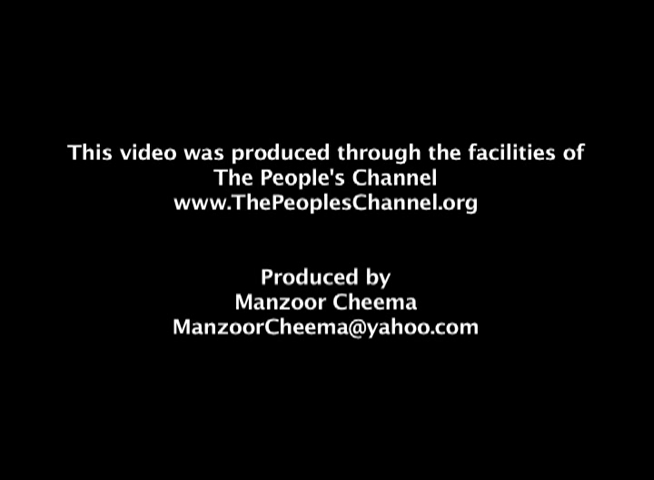 This video was produced through the facilities of
The People's Channel
www.ThePeoplesChannel.org
Produced by
Manzoor Cheema
ManzoorCheema@yahoo.com